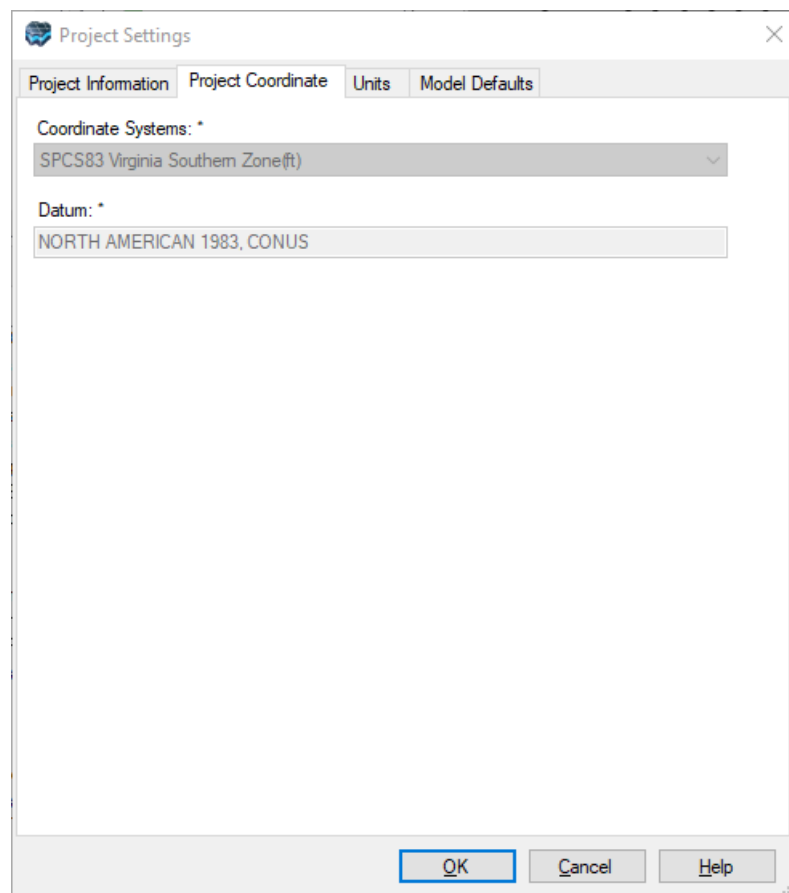 Project Settings
Project Information Project Coordinate Units Model Defaults
Coordinate Systems: *
SPCS83 Virginia Southern Zone(ft)
Datum: *
NORTH AMERICAN 1983, CONUS
OK Cancel Help